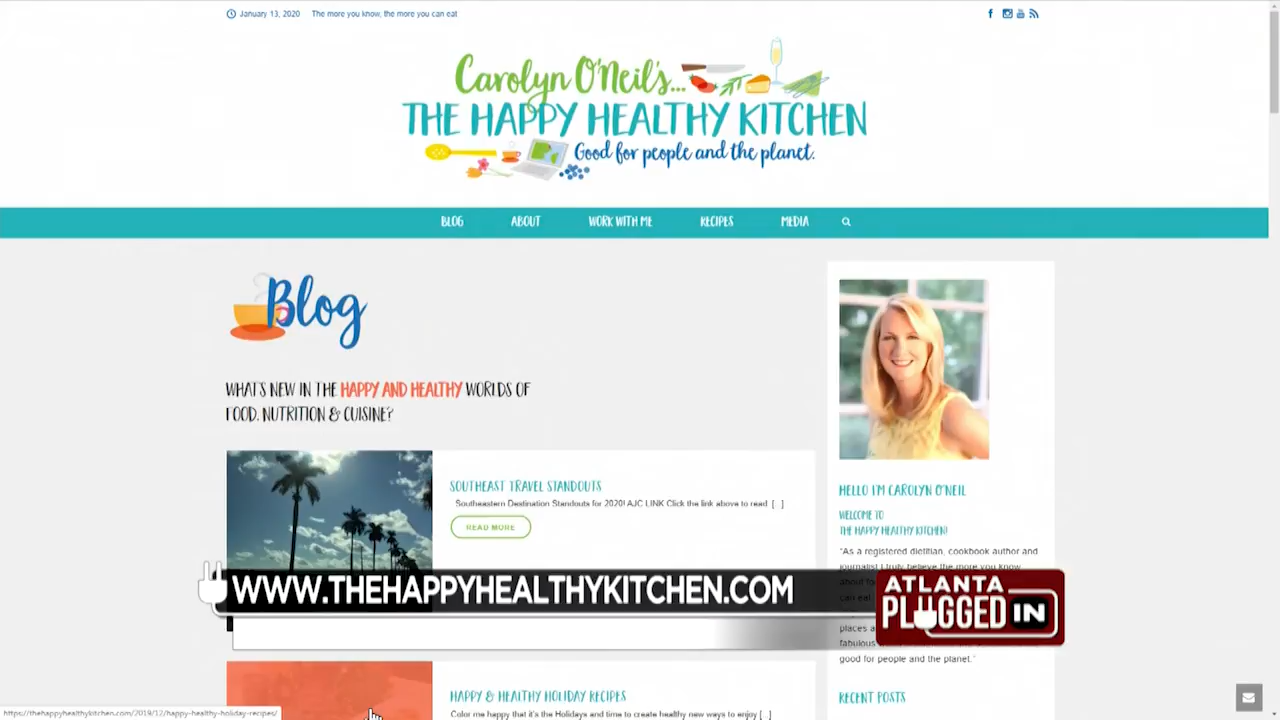 January 13, 2020 The more you know, the more you can eat
Carolyn O'Neil's...
THE HAPPY HEALTHY KITCHEN
Good for people and the planet.
BLOG ABOUT WORK WITH ME RECIPES MEDIA
Blog
WHAT'S NEW IN THE HAPPY AND HEALTHY WORLDS OF
FOOD, NUTRITION & CUISINE?
SOUTHEAST TRAVEL STANDOUTS
Southeastern Destination Standouts for 2020! AJC LINK Click the link above to read [...]
READ MORE
HELLO I'M CAROLYN O'NEIL
WELCOME TO
THE HAPPY HEALTHY KITCHEN!
"As a registered dietitian, cookbook author and
journalist I truly believe the more you know
about
can eat
places a
fabulous
good for people and the planet."
WWW.THEHAPPYHEALTHYKITCHEN.COM
ATLANTA
PLUGGED IN
RECENT POSTS
HAPPY & HEALTHY HOLIDAY RECIPES
Color me happy that it's the Holidays and time to create healthy new ways to enjoy [...]
https://thehappyhealthykitchen.com/2019/12/happy-healthy-holiday-recipes/